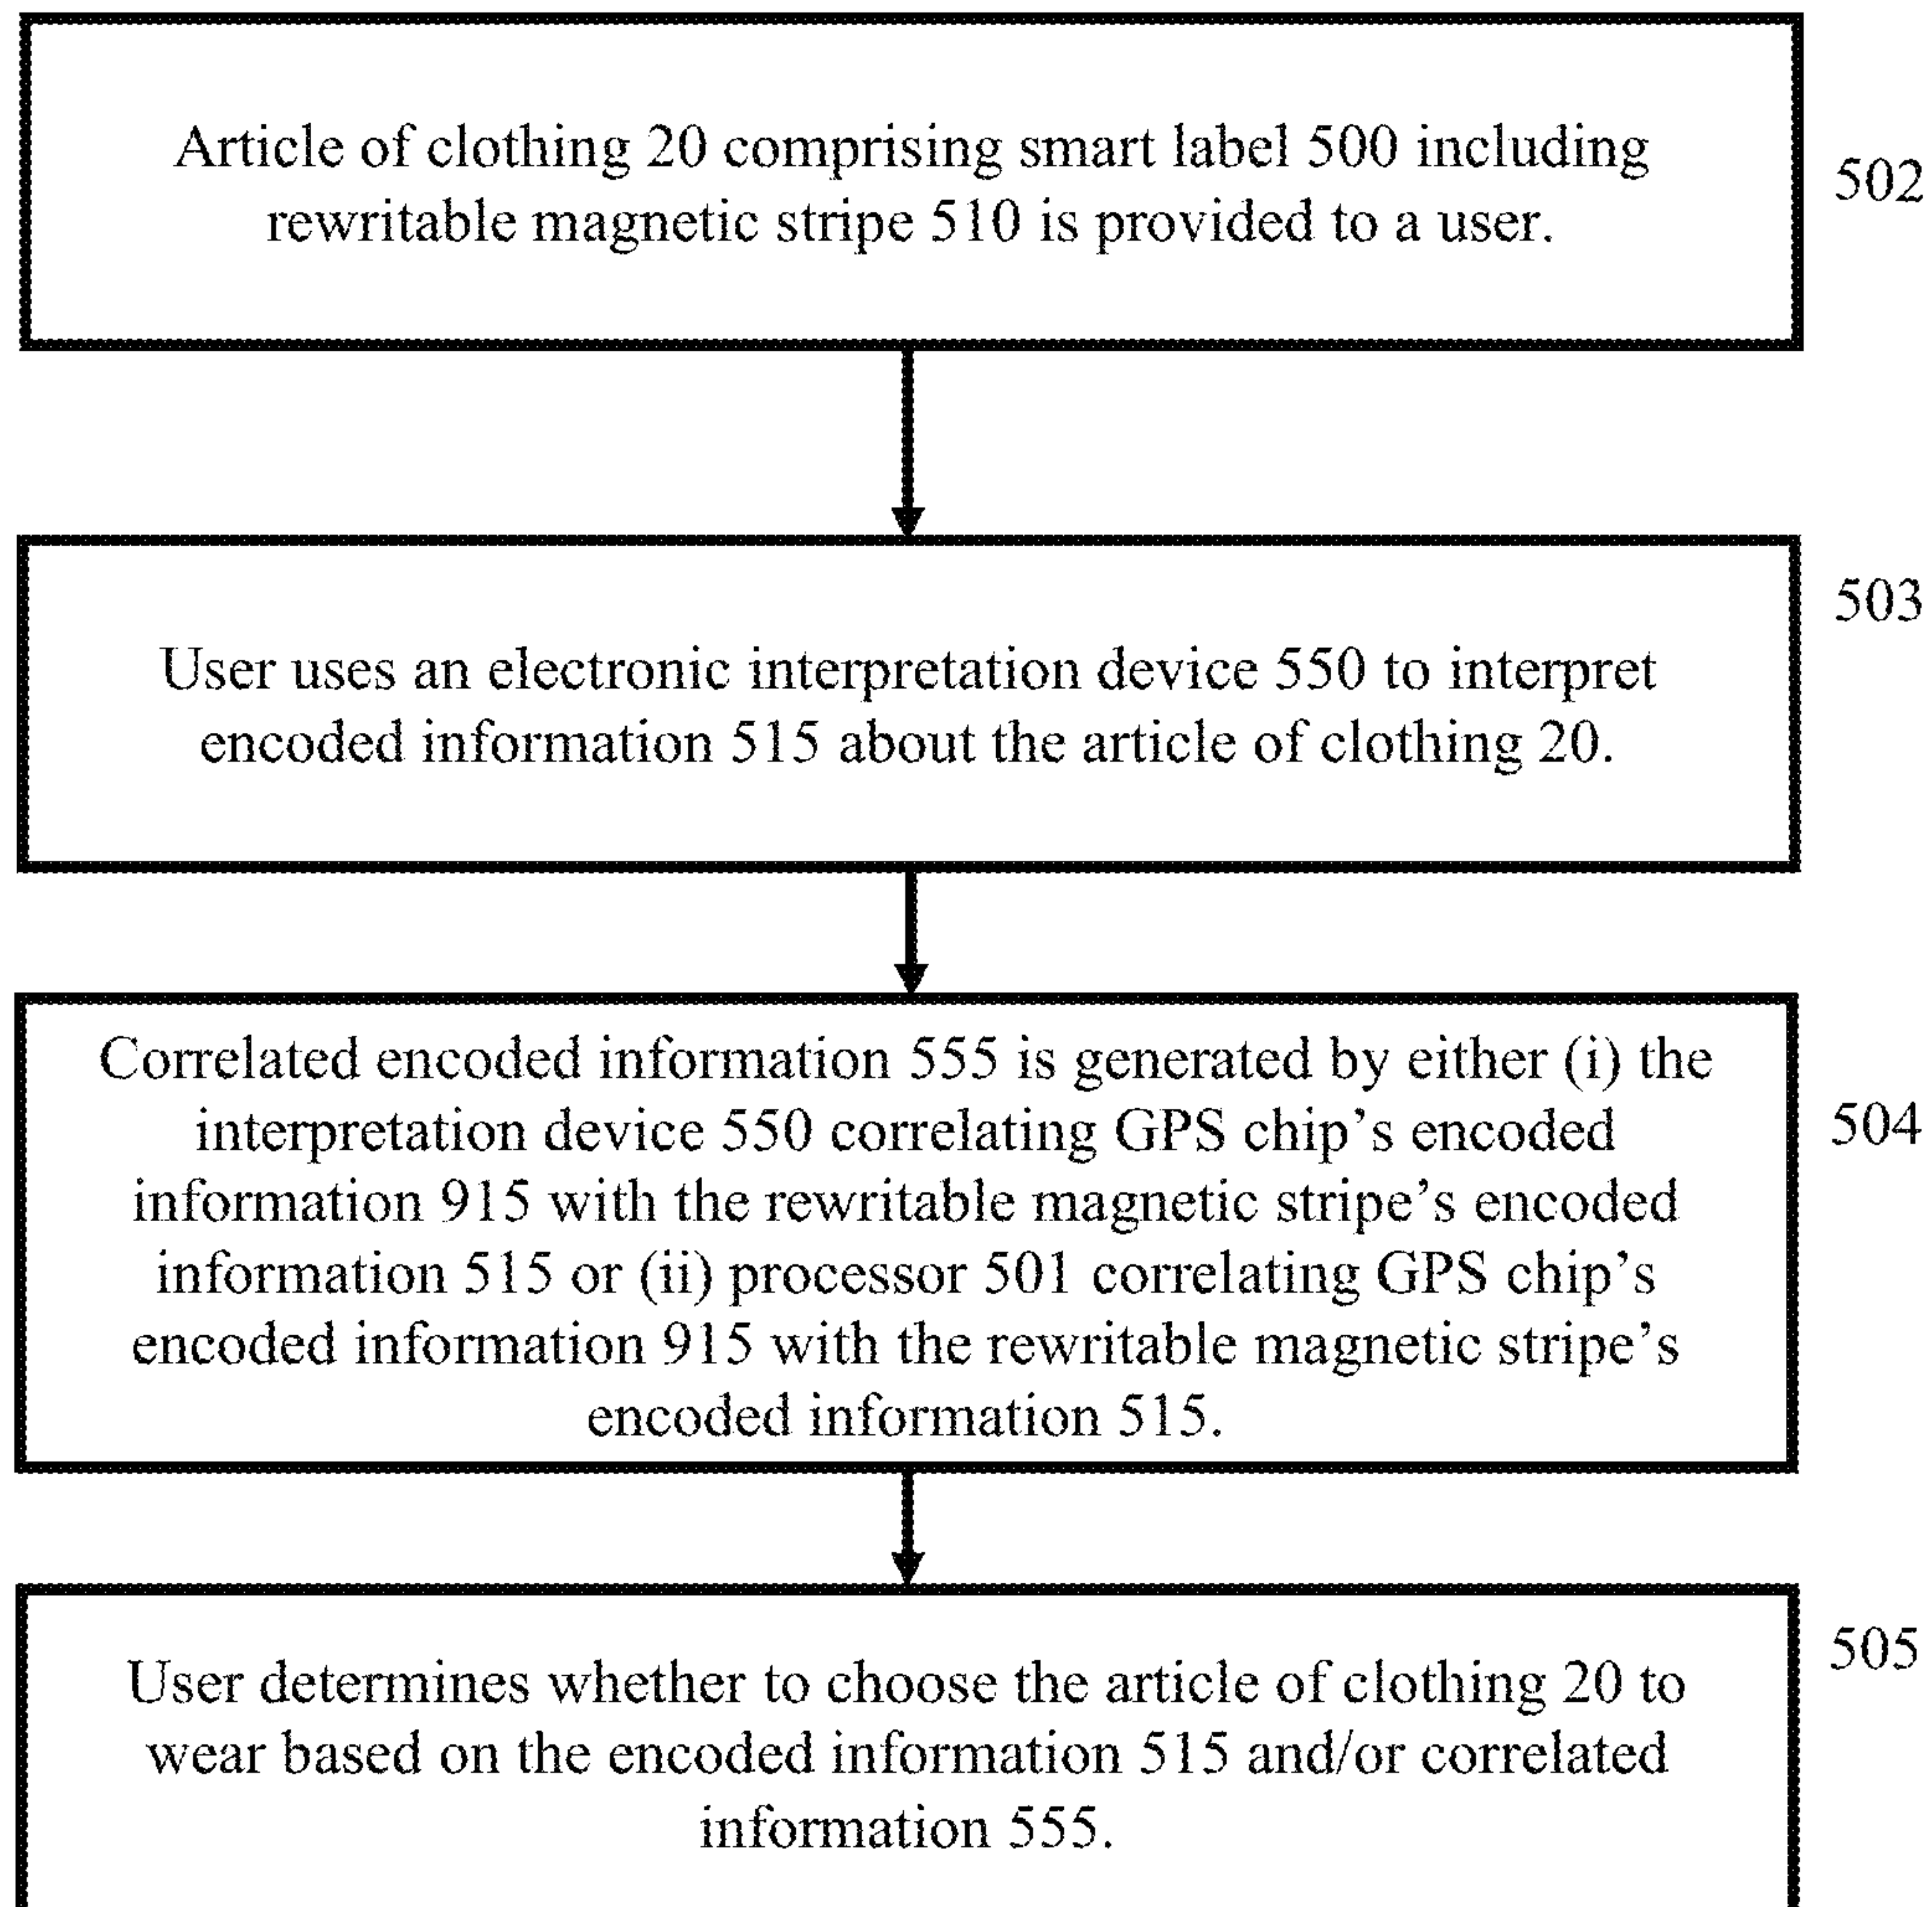 Article of clothing 20 comprising smart label 500 including
rewritable magnetic stripe 510 is provided to a user.
502
User uses an electronic interpretation device 550 to interpret
encoded information 515 about the article of clothing 20.
503
Correlated encoded information 555 is generated by either (i) the
interpretation device 550 correlating GPS chip’s encoded
information 915 with the rewritable magnetic stripe’s encoded
information 515 or (ii) processor 501 correlating GPS chip’s
encoded information 915 with the rewritable magnetic stripe’s
encoded information 515.
504
User determines whether to choose the article of clothing 20 to
wear based on the encoded information 515 and/or correlated
information 555.
505